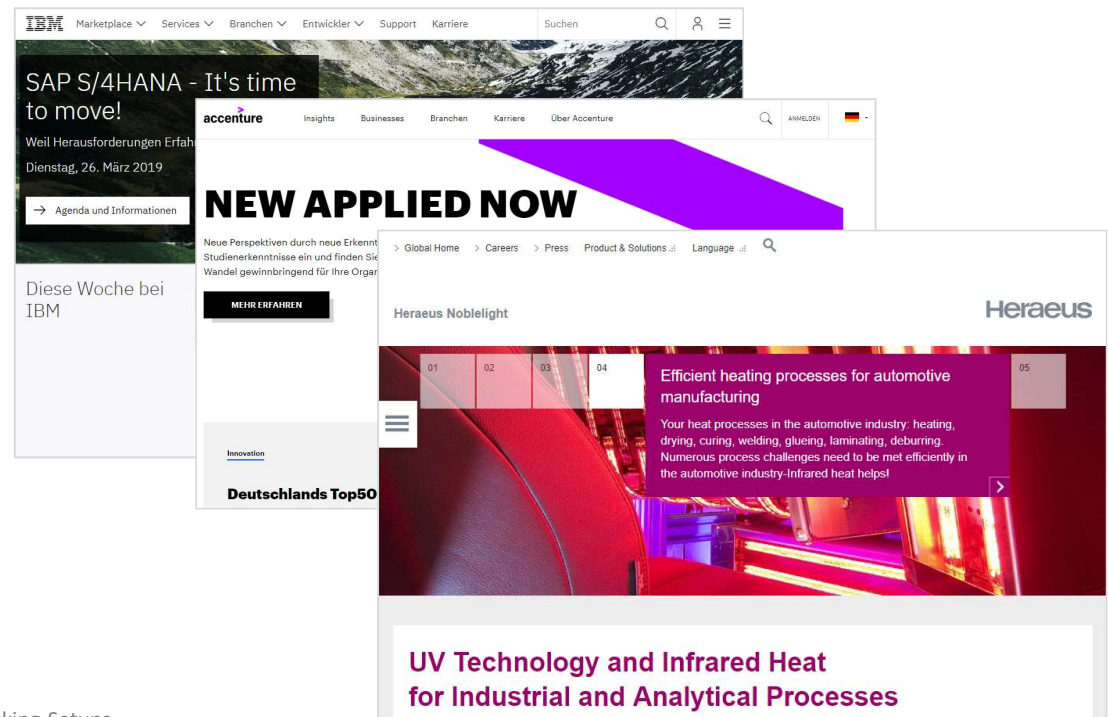 IBM Marketplace Services Branchen Entwickler Support Karriere Suchen
SAP S/4HANA - It's time
to move!
Weil Herausforderungen
Dienstag, 26. März 2019
→ Agenda und Informationen
Diese Woche bei
IBM
accenture Insights Businesses Branchen Karriere Über Accenture ANMELDEN
NEW APPLIED NOW
Neue Perspektiven durch neue
Studienerkenntnisse ein und finden Sie
Wandel gewinnbringend für Ihre
MEHR ERFAHREN
Innovation
Deutschlands Top50
> Global Home > Careers > Press Product & Solutions Language
Heraeus Noblelight
Heraeus
01 02 03 04 05
Efficient heating processes for automotive
manufacturing
Your heat processes in the automotive industry: heating,
drying, curing, welding, glueing, laminating, deburring.
Numerous process challenges need to be met efficiently in
the automotive industry-Infrared heat helps!
UV Technology and Infrared Heat
for Industrial and Analytical Processes